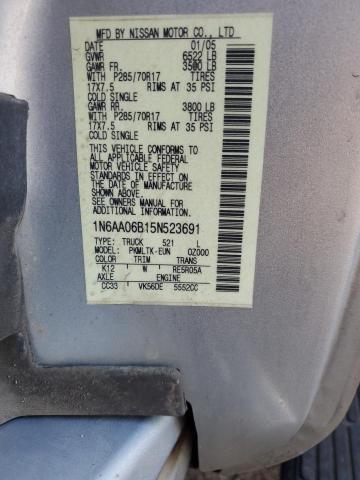 MFD BY NISSAN MOTOR CO., LTD
DATE 01/05
GVWR 6522 LB
GAWR FR. 3500 LB
WITH P285/70R17 TIRES
17X7.5 RIMS AT 35 PSI
COLD SINGLE
GAWR RR. 3800 LB
WITH P285/70R17 TIRES
17X7.5 RIMS AT 35 PSI
COLD SINGLE
THIS VEHICLE CONFORMS TO
ALL APPLICABLE FEDERAL
MOTOR VEHICLE SAFETY
STANDARDS IN EFFECT ON
THE DATE OF MANUFACTURE
SHOWN ABOVE.
SEE OWNERS MANUAL FOR
ADDITIONAL INFORMATION
1N6AA06B15N523691
TYPE: TRUCK 521 L
MODEL: PKMLTK-EUN 0Z000
COLOR TRIM TRANS
K12 W RE5R05A
AXLE ENGINE
CC33 VK56DE 5552CC